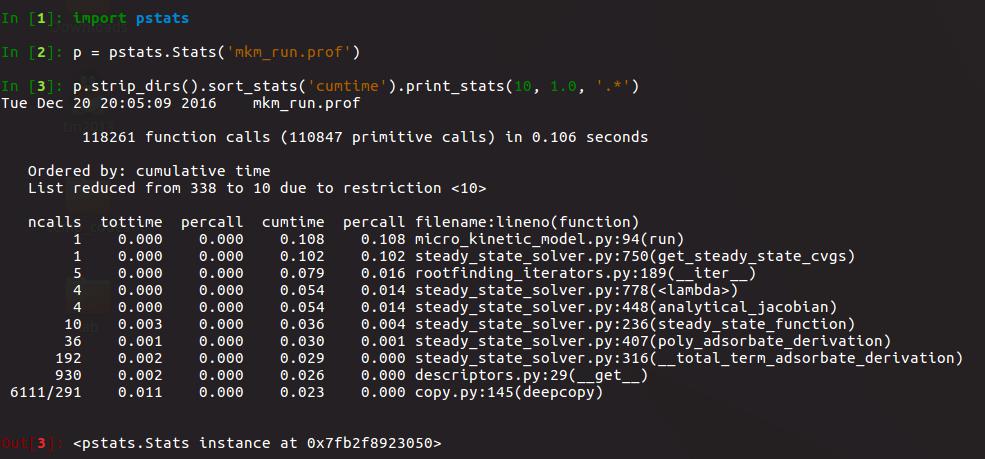 In [1]: import pstats
In [2]: p = pstats.Stats('mkm_run.prof')
In [3]: p.strip_dirs().sort_stats('cumtime').print_stats(10, 1.0, '.*')
Tue Dec 20 20:05:09 2016    mkm_run.prof
118261 function calls (110847 primitive calls) in 0.106 seconds
Ordered by: cumulative time
List reduced from 338 to 10 due to restriction <10>
ncalls  tottime  percall  cumtime  percall filename:lineno(function)
1    0.000    0.000    0.108    0.108 micro_kinetic_model.py:94(run)
1    0.000    0.000    0.102    0.102 steady_state_solver.py:750(get_steady_state_cvgs)
5    0.000    0.000    0.079    0.016 rootfinding_iterators.py:189(__iter__)
4    0.000    0.000    0.054    0.014 steady_state_solver.py:778(<lambda>)
4    0.000    0.000    0.054    0.014 steady_state_solver.py:448(analytical_jacobian)
10    0.003    0.000    0.036    0.004 steady_state_solver.py:236(steady_state_function)
36    0.001    0.000    0.030    0.001 steady_state_solver.py:407(poly_adsorbate_derivation)
192    0.002    0.000    0.029    0.000 steady_state_solver.py:316(__total_term_adsorbate_derivation)
930    0.002    0.000    0.026    0.000 descriptors.py:29(__get__)
6111/291    0.011    0.000    0.023    0.000 copy.py:145(deepcopy)
Out[3]: <pstats.Stats instance at 0x7fb2f8923050>